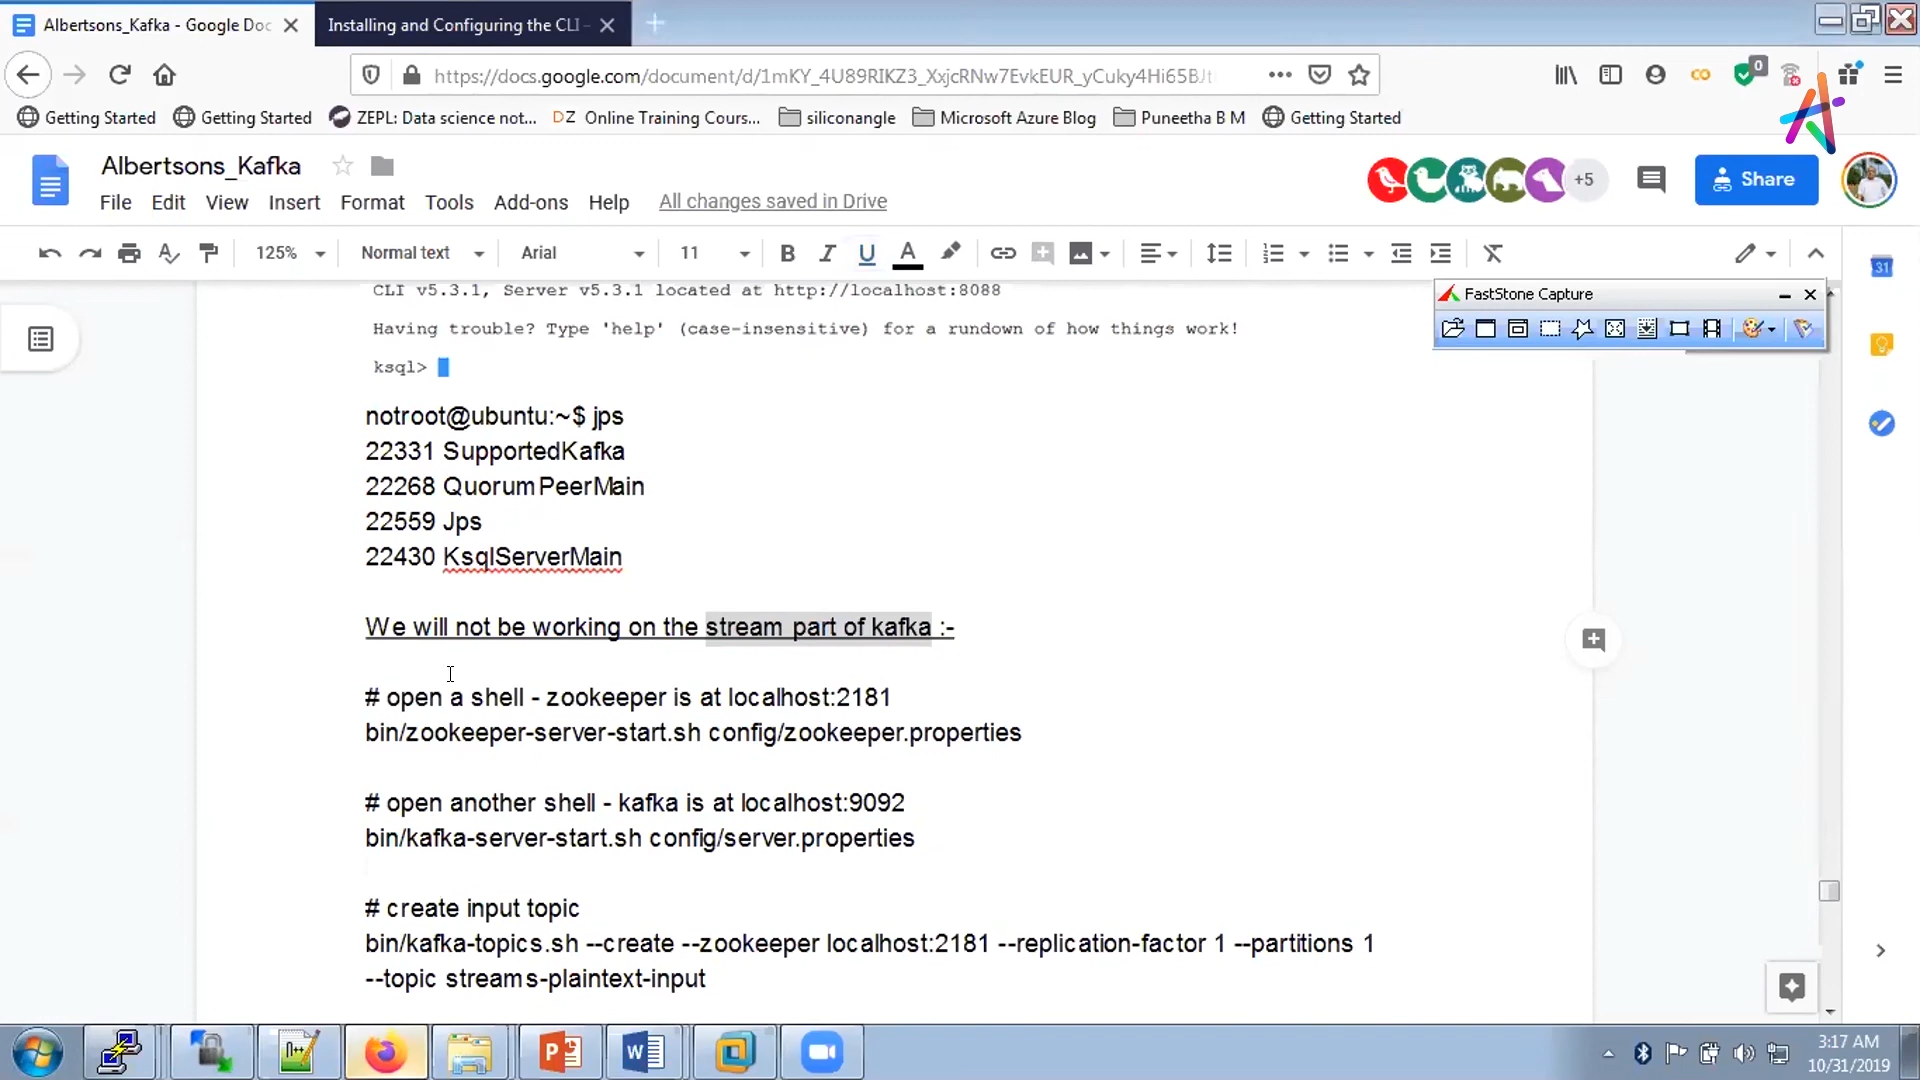 Albertsons_Kafka - Google Doc
Installing and Configuring the CLI -
https://docs.google.com/document/d/1mKY_4U89RIKZ3_XxjcRNw7EvkEUR_yCuky4Hi65BJt
0
Getting Started
Getting Started
ZEPL: Data science not...
DZ Online Training Cours...
siliconangle
Microsoft Azure Blog
Puneetha B M
Getting Started
Albertsons_Kafka
+5
Share
File Edit View Insert Format Tools Add-ons Help All changes saved in Drive
125% Normal text Arial 11 B I U A
31
FastStone Capture
CLI v5.3.1, Server v5.3.1 located at http://localhost:8088
Having trouble? Type 'help' (case-insensitive) for a rundown of how things work!
ksql>
notroot@ubuntu:~$ jps
22331 SupportedKafka
22268 QuorumPeerMain
22559 Jps
22430 KsqlServerMain
We will not be working on the stream part of kafka :-
# open a shell - zookeeper is at localhost:2181
bin/zookeeper-server-start.sh config/zookeeper.properties
# open another shell - kafka is at localhost:9092
bin/kafka-server-start.sh config/server.properties
# create input topic
bin/kafka-topics.sh --create --zookeeper localhost:2181 --replication-factor 1 --partitions 1
--topic streams-plaintext-input
3:17 AM
10/31/2019